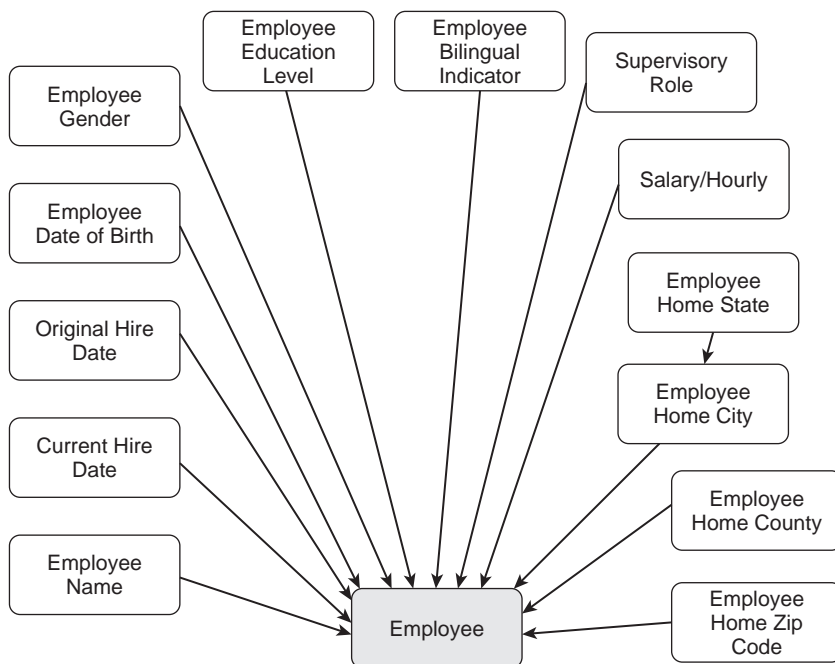 Employee
Education
Level
Employee
Bilingual
Indicator
Supervisory
Role
Employee
Gender
Salary/Hourly
Employee
Date of Birth
Employee
Home State
Original Hire
Date
Employee
Home City
Current Hire
Date
Employee
Home County
Employee
Name
Employee
Employee
Home Zip
Code